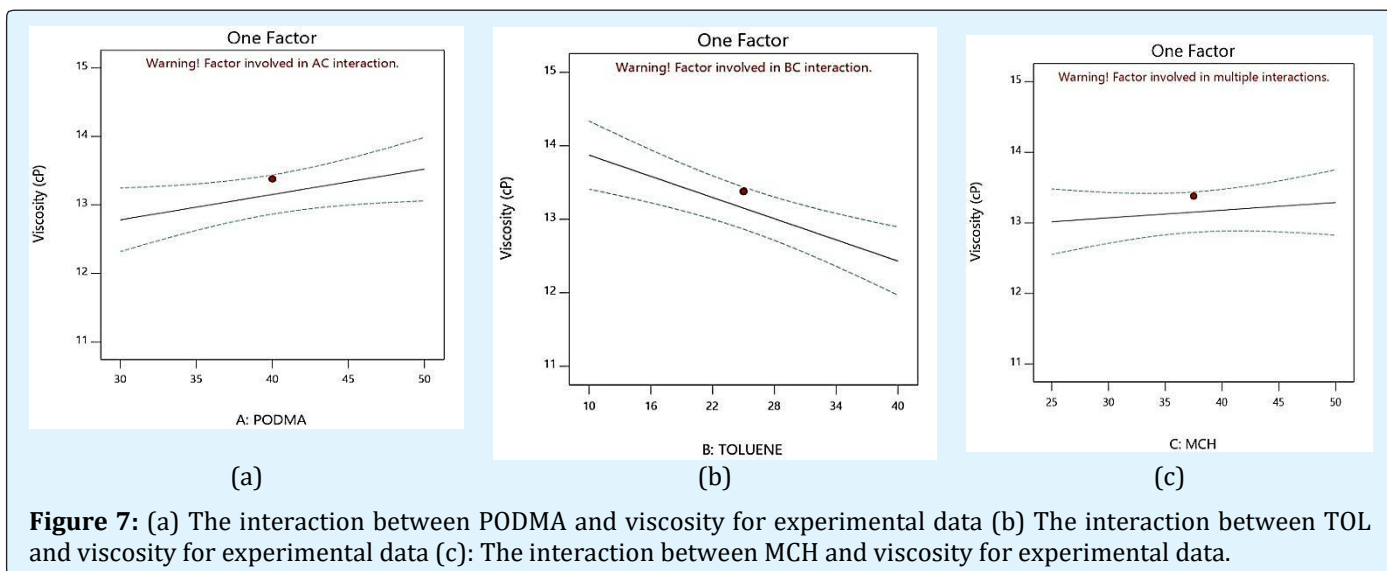 One Factor
Warning! Factor involved in AC interaction.
15
14
13
12
11
Viscosity (cP)
30 35 40 45 50
A: PODMA
(a)
One Factor
Warning! Factor involved in BC interaction.
15
14
13
12
11
Viscosity (cP)
10 16 22 28 34 40
B: TOLUENE
(b)
One Factor
Warning! Factor involved in multiple interactions.
15
14
13
12
11
Viscosity (cP)
25 30 35 40 45 50
C: MCH
(c)
Figure 7: (a) The interaction between PODMA and viscosity for experimental data (b) The interaction between TOL
and viscosity for experimental data (c): The interaction between MCH and viscosity for experimental data.